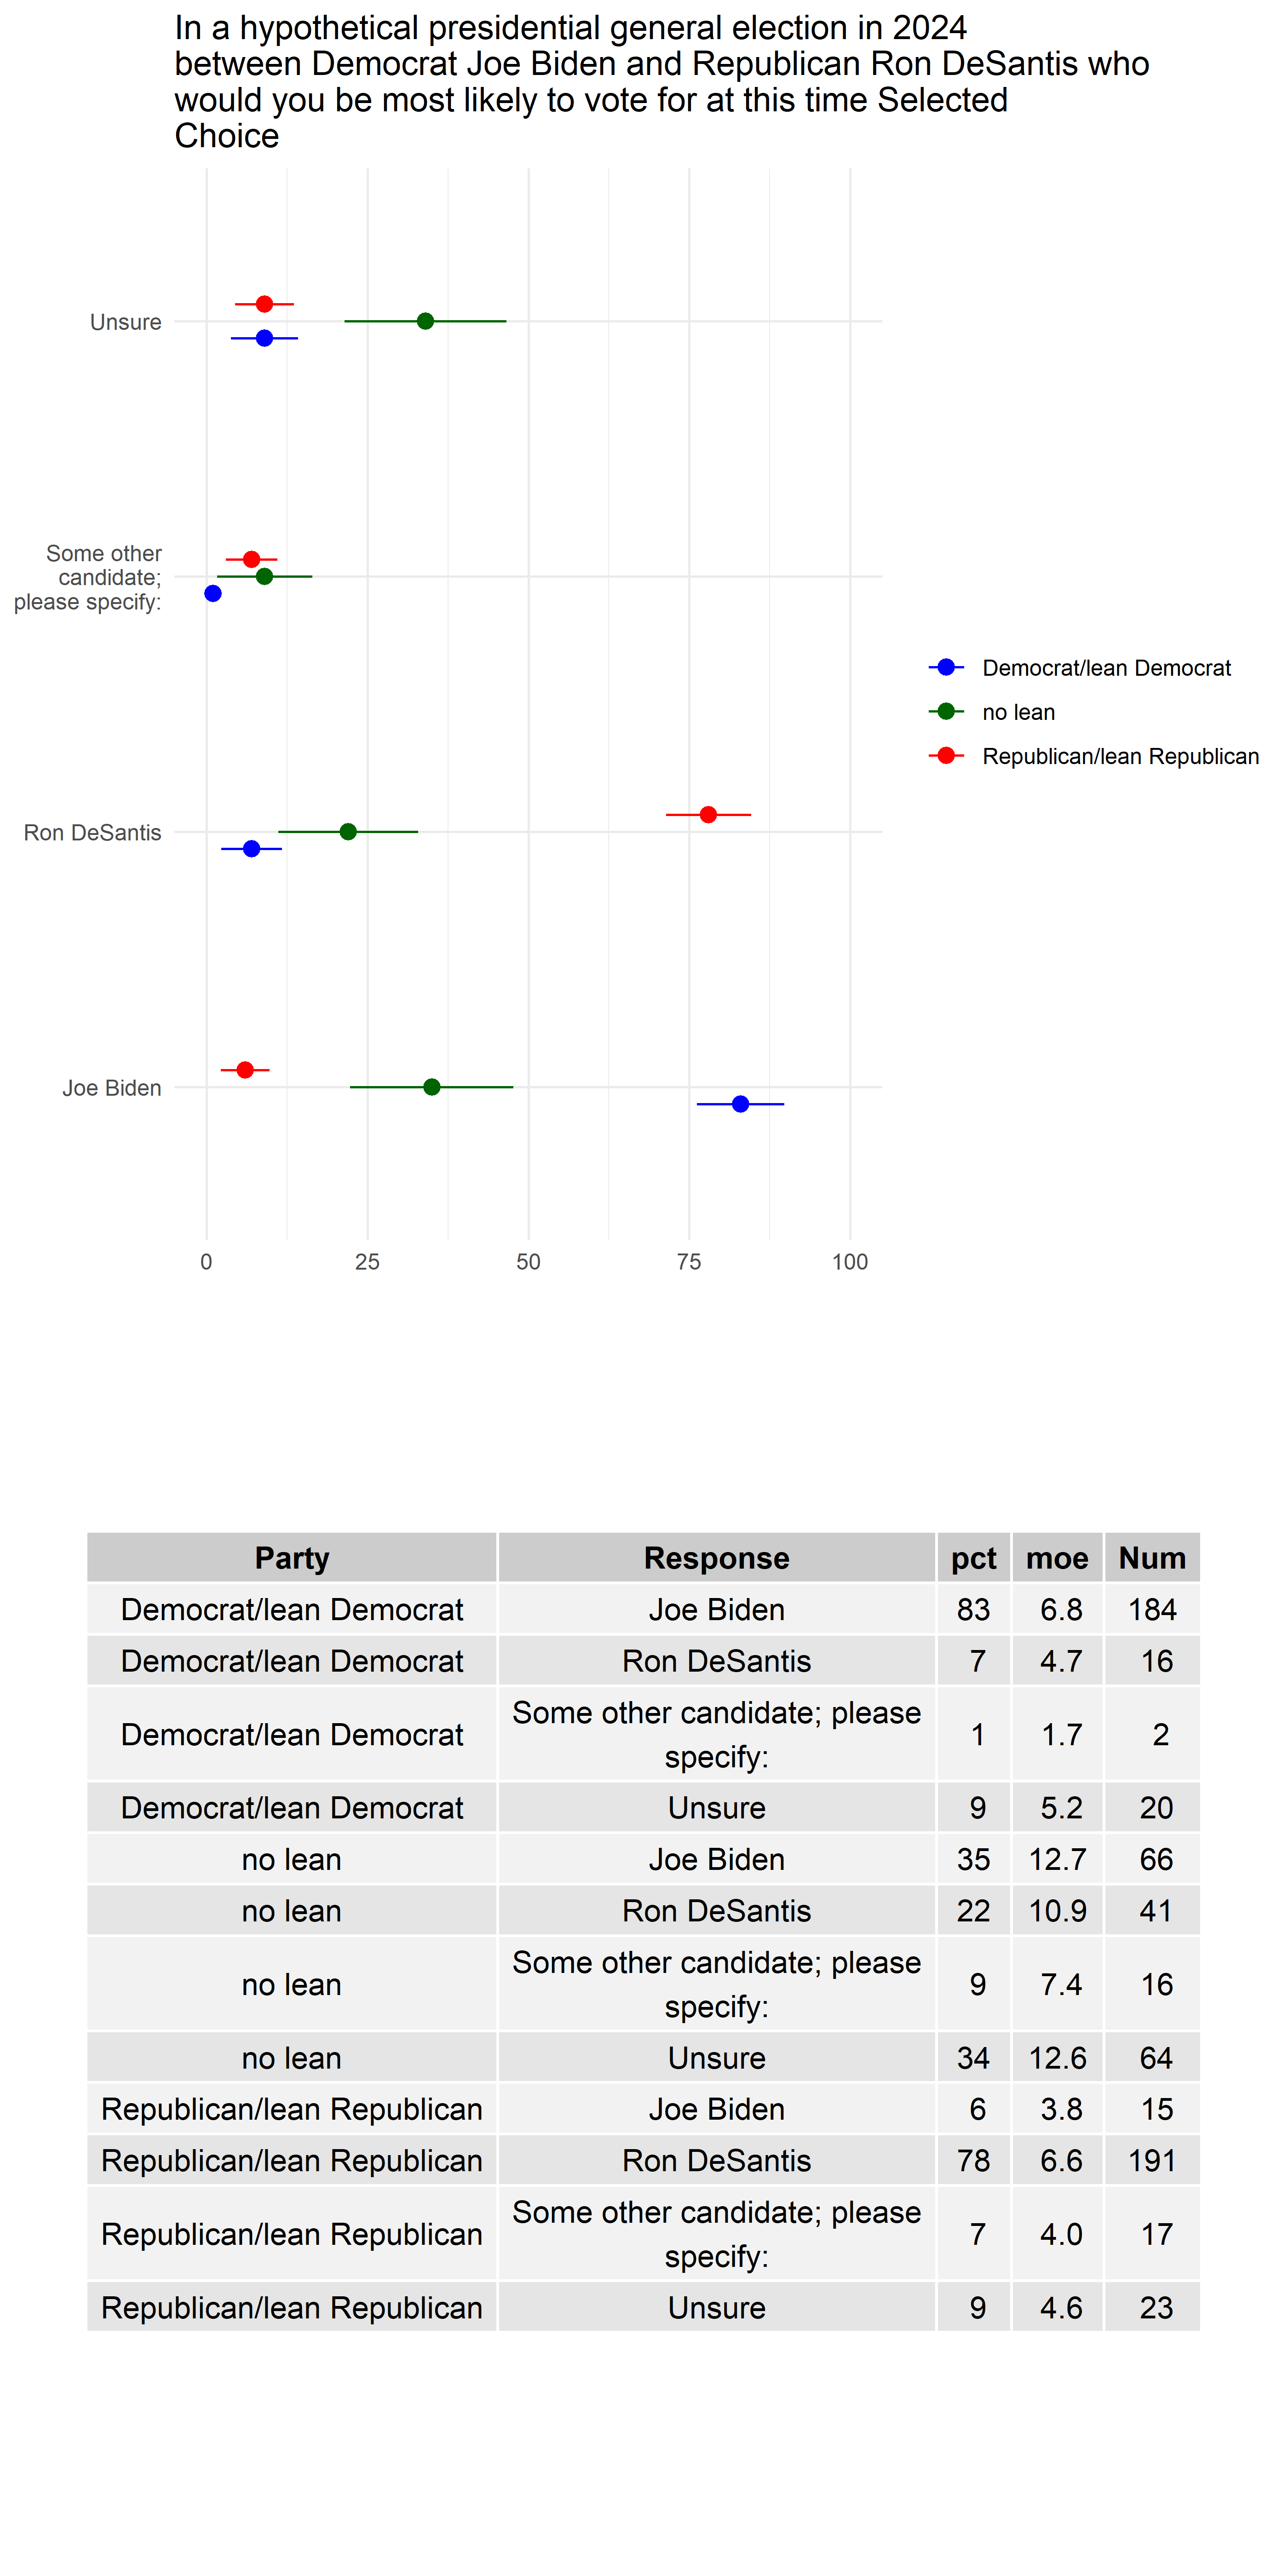 In a hypothetical presidential general election in 2024
between Democrat Joe Biden and Republican Ron DeSantis who
would you be most likely to vote for at this time Selected
Choice
Unsure
Some other
candidate;
please specify:
Ron DeSantis
Joe Biden
0 25 50 75 100
Democrat/lean Democrat
no lean
Republican/lean Republican
Party Response pct moe Num
Democrat/lean Democrat Joe Biden 83 6.8 184
Democrat/lean Democrat Ron DeSantis 7 4.7 16
Democrat/lean Democrat Some other candidate; please
specify: 1 1.7 2
Democrat/lean Democrat Unsure 9 5.2 20
no lean Joe Biden 35 12.7 66
no lean Ron DeSantis 22 10.9 41
no lean Some other candidate; please
specify: 9 7.4 16
no lean Unsure 34 12.6 64
Republican/lean Republican Joe Biden 6 3.8 15
Republican/lean Republican Ron DeSantis 78 6.6 191
Republican/lean Republican Some other candidate; please
specify: 7 4.0 17
Republican/lean Republican Unsure 9 4.6 23